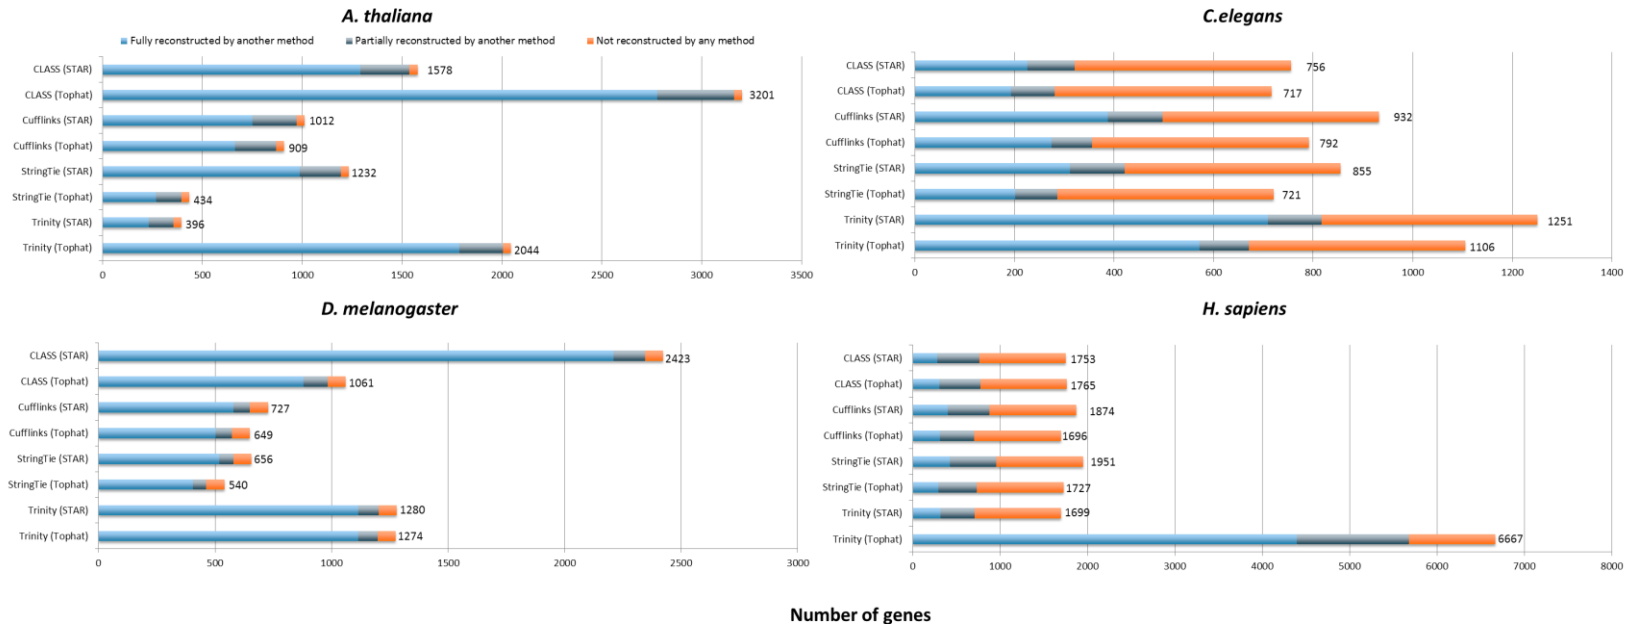 A. thaliana
Fully reconstructed by another method Partially reconstructed by another method Not reconstructed by any method
CLASS (STAR) 1578
CLASS (Tophat) 3201
Cufflinks (STAR) 1012
Cufflinks (Tophat) 909
StringTie (STAR) 1232
StringTie (Tophat) 434
Trinity (STAR) 396
Trinity (Tophat) 2044
0 500 1000 1500 2000 2500 3000 3500
C.elegans
CLASS (STAR) 756
CLASS (Tophat) 717
Cufflinks (STAR) 932
Cufflinks (Tophat) 792
StringTie (STAR) 855
StringTie (Tophat) 721
Trinity (STAR) 1251
Trinity (Tophat) 1106
0 200 400 600 800 1000 1200 1400
D. melanogaster
CLASS (STAR) 2423
CLASS (Tophat) 1061
Cufflinks (STAR) 727
Cufflinks (Tophat) 649
StringTie (STAR) 656
StringTie (Tophat) 540
Trinity (STAR) 1280
Trinity (Tophat) 1274
0 500 1000 1500 2000 2500 3000
H. sapiens
CLASS (STAR) 1753
CLASS (Tophat) 1765
Cufflinks (STAR) 1874
Cufflinks (Tophat) 1696
StringTie (STAR) 1951
StringTie (Tophat) 1727
Trinity (STAR) 1699
Trinity (Tophat) 6667
0 1000 2000 3000 4000 5000 6000 7000 8000
Number of genes